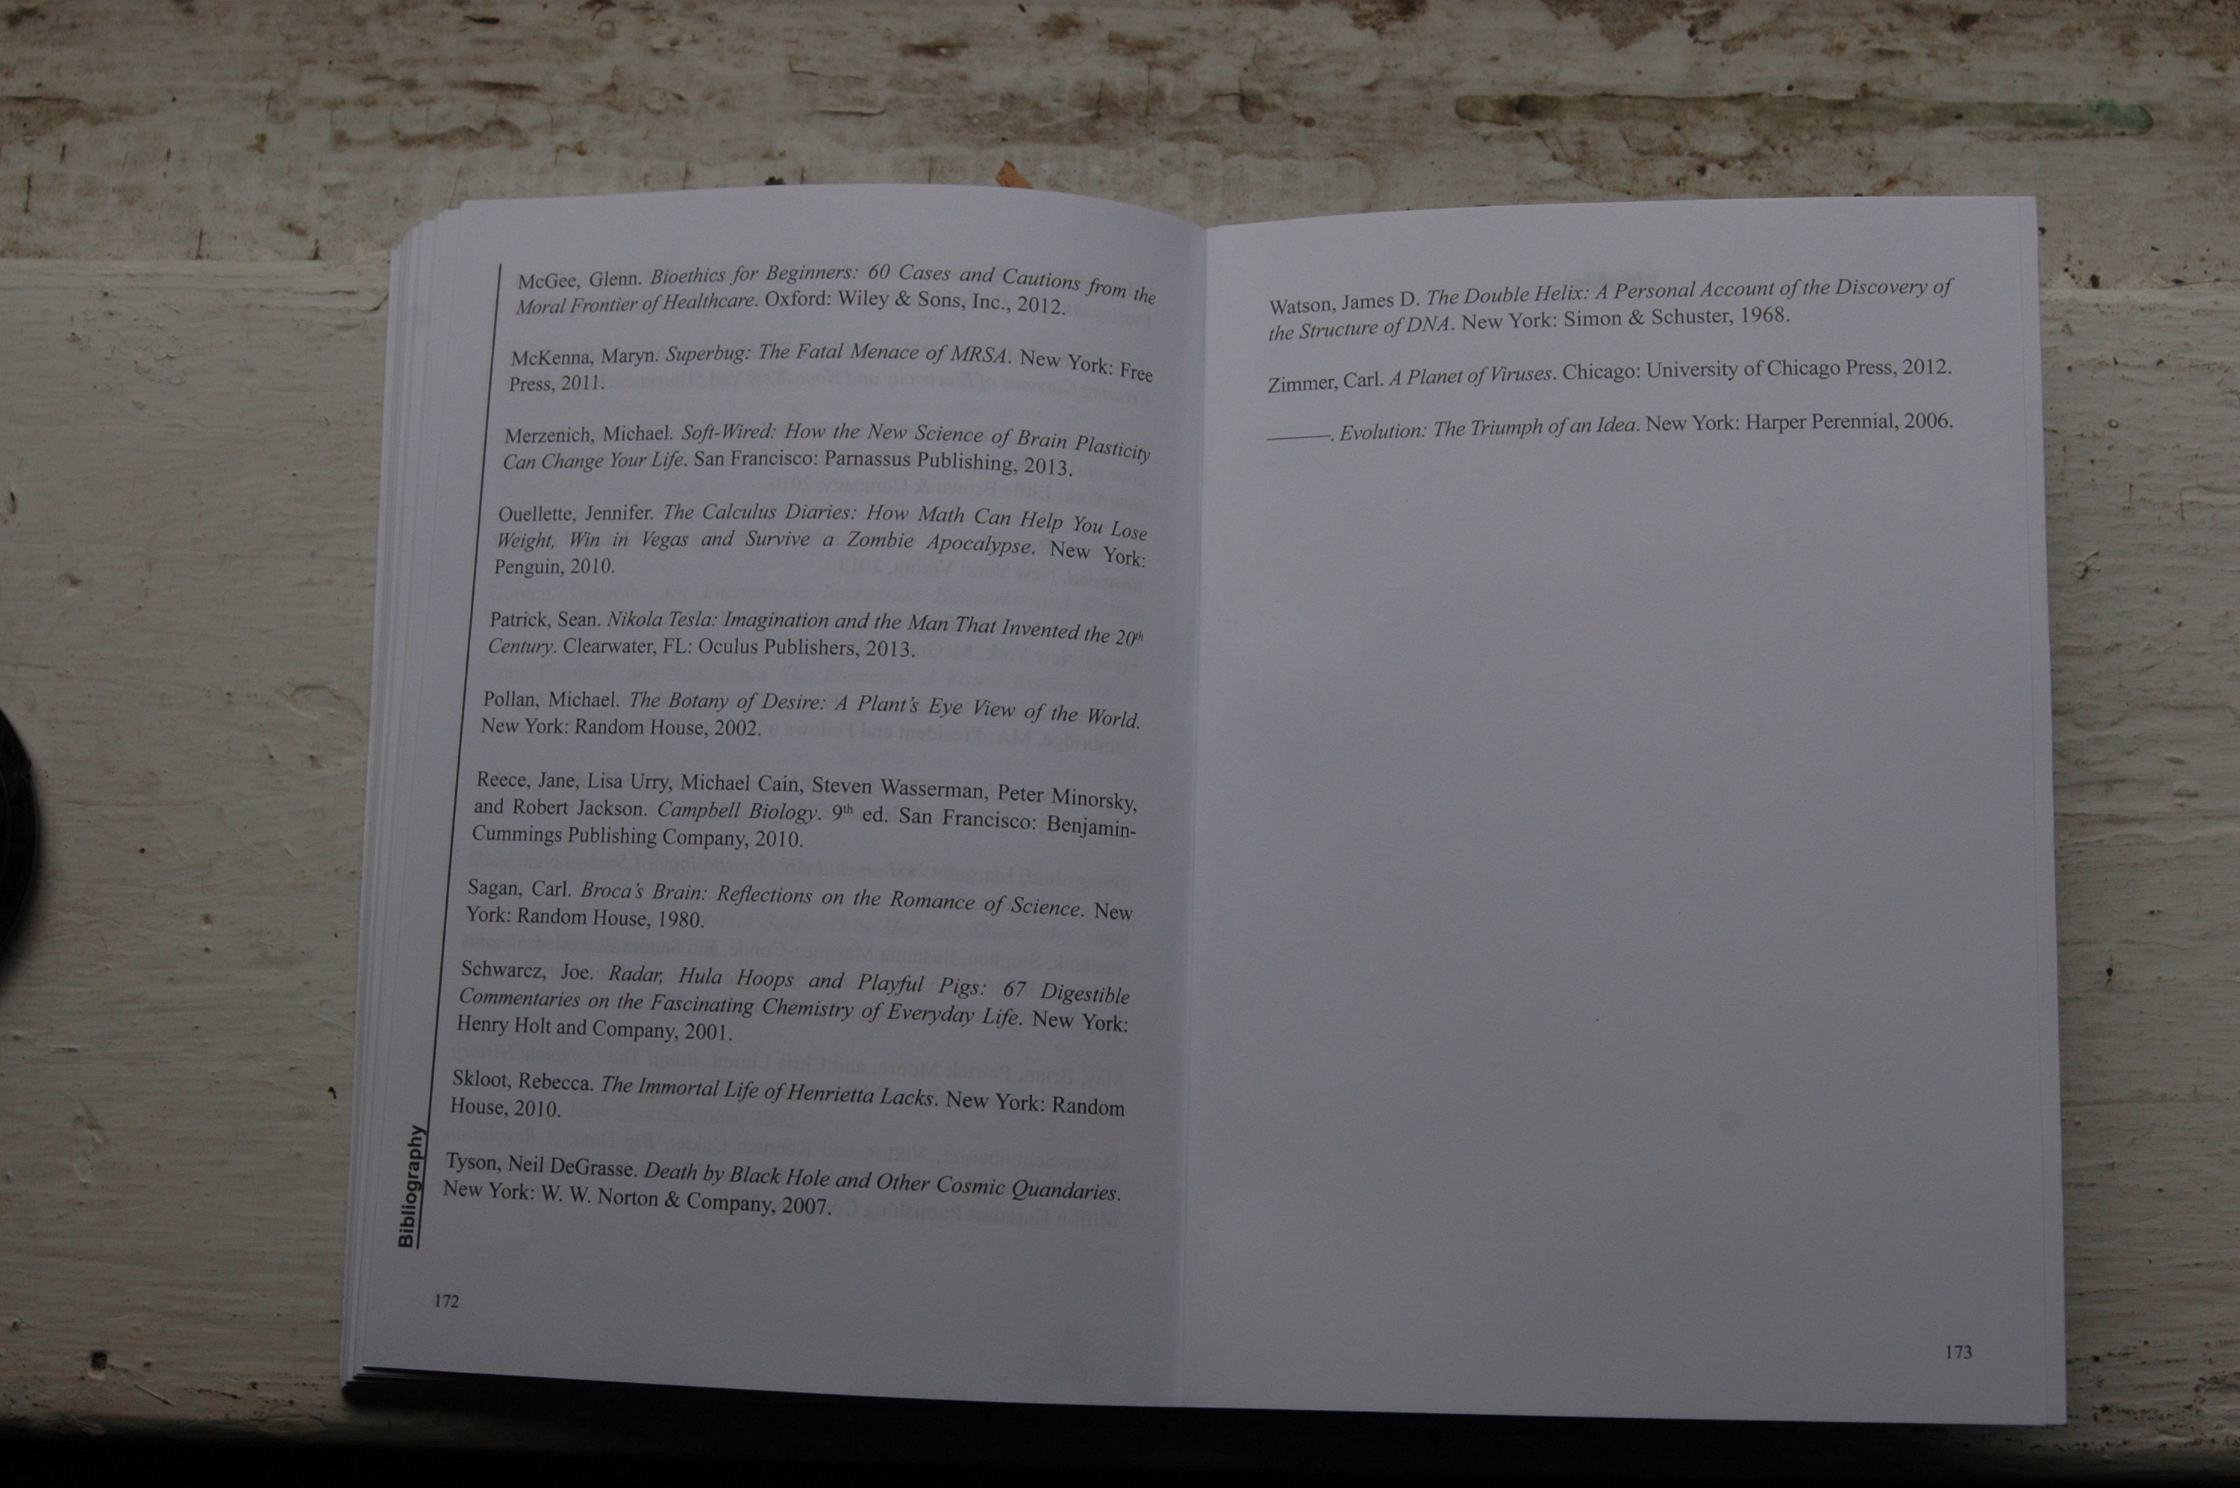 McGee, Glenn. Bioethics for Beginners: 60 Cases and Cautions from the
Moral Frontier of Healthcare. Oxford: Wiley & Sons, Inc., 2012.
McKenna, Maryn. Superbug: The Fatal Menace of MRSA. New York: Free
Press, 2011.
Merzenich, Michael. Soft-Wired: How the New Science of Brain Plasticity
Can Change Your Life. San Francisco: Parnassus Publishing, 2013.
Ouellette, Jennifer. The Calculus Diaries: How Math Can Help You Lose
Weight, Win in Vegas and Survive a Zombie Apocalypse. New York:
Penguin, 2010.
Patrick, Sean. Nikola Tesla: Imagination and the Man That Invented the 20th
Century. Clearwater, FL: Oculus Publishers, 2013.
Pollan, Michael. The Botany of Desire: A Plant's Eye View of the World.
New York: Random House, 2002.
Reece, Jane, Lisa Urry, Michael Cain, Steven Wasserman, Peter Minorsky,
and Robert Jackson. Campbell Biology. 9th ed. San Francisco: Benjamin-
Cummings Publishing Company, 2010.
Sagan, Carl. Broca's Brain: Reflections on the Romance of Science. New
York: Random House, 1980.
Schwarcz, Joe. Radar, Hula Hoops and Playful Pigs: 67 Digestible
Commentaries on the Fascinating Chemistry of Everyday Life. New York:
Henry Holt and Company, 2001.
Skloot, Rebecca. The Immortal Life of Henrietta Lacks. New York: Random
House, 2010.
Tyson, Neil DeGrasse. Death by Black Hole and Other Cosmic Quandaries.
New York: W. W. Norton & Company, 2007.
Bibliography
172
Watson, James D. The Double Helix: A Personal Account of the Discovery of
the Structure of DNA. New York: Simon & Schuster, 1968.
Zimmer, Carl. A Planet of Viruses. Chicago: University of Chicago Press, 2012.
______. Evolution: The Triumph of an Idea. New York: Harper Perennial, 2006.
173